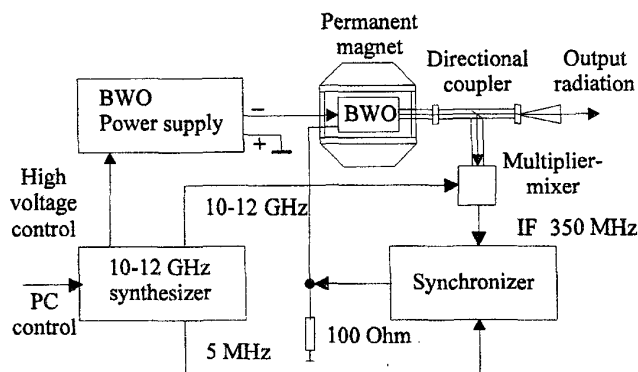 Permanent
magnet
Directional
coupler
Output
radiation
BWO
Power supply
−
+
BWO
Multiplier-
mixer
High
voltage
control
10-12 GHz
IF 350 MHz
10-12 GHz
synthesizer
Synchronizer
PC
control
100 Ohm
5 MHz